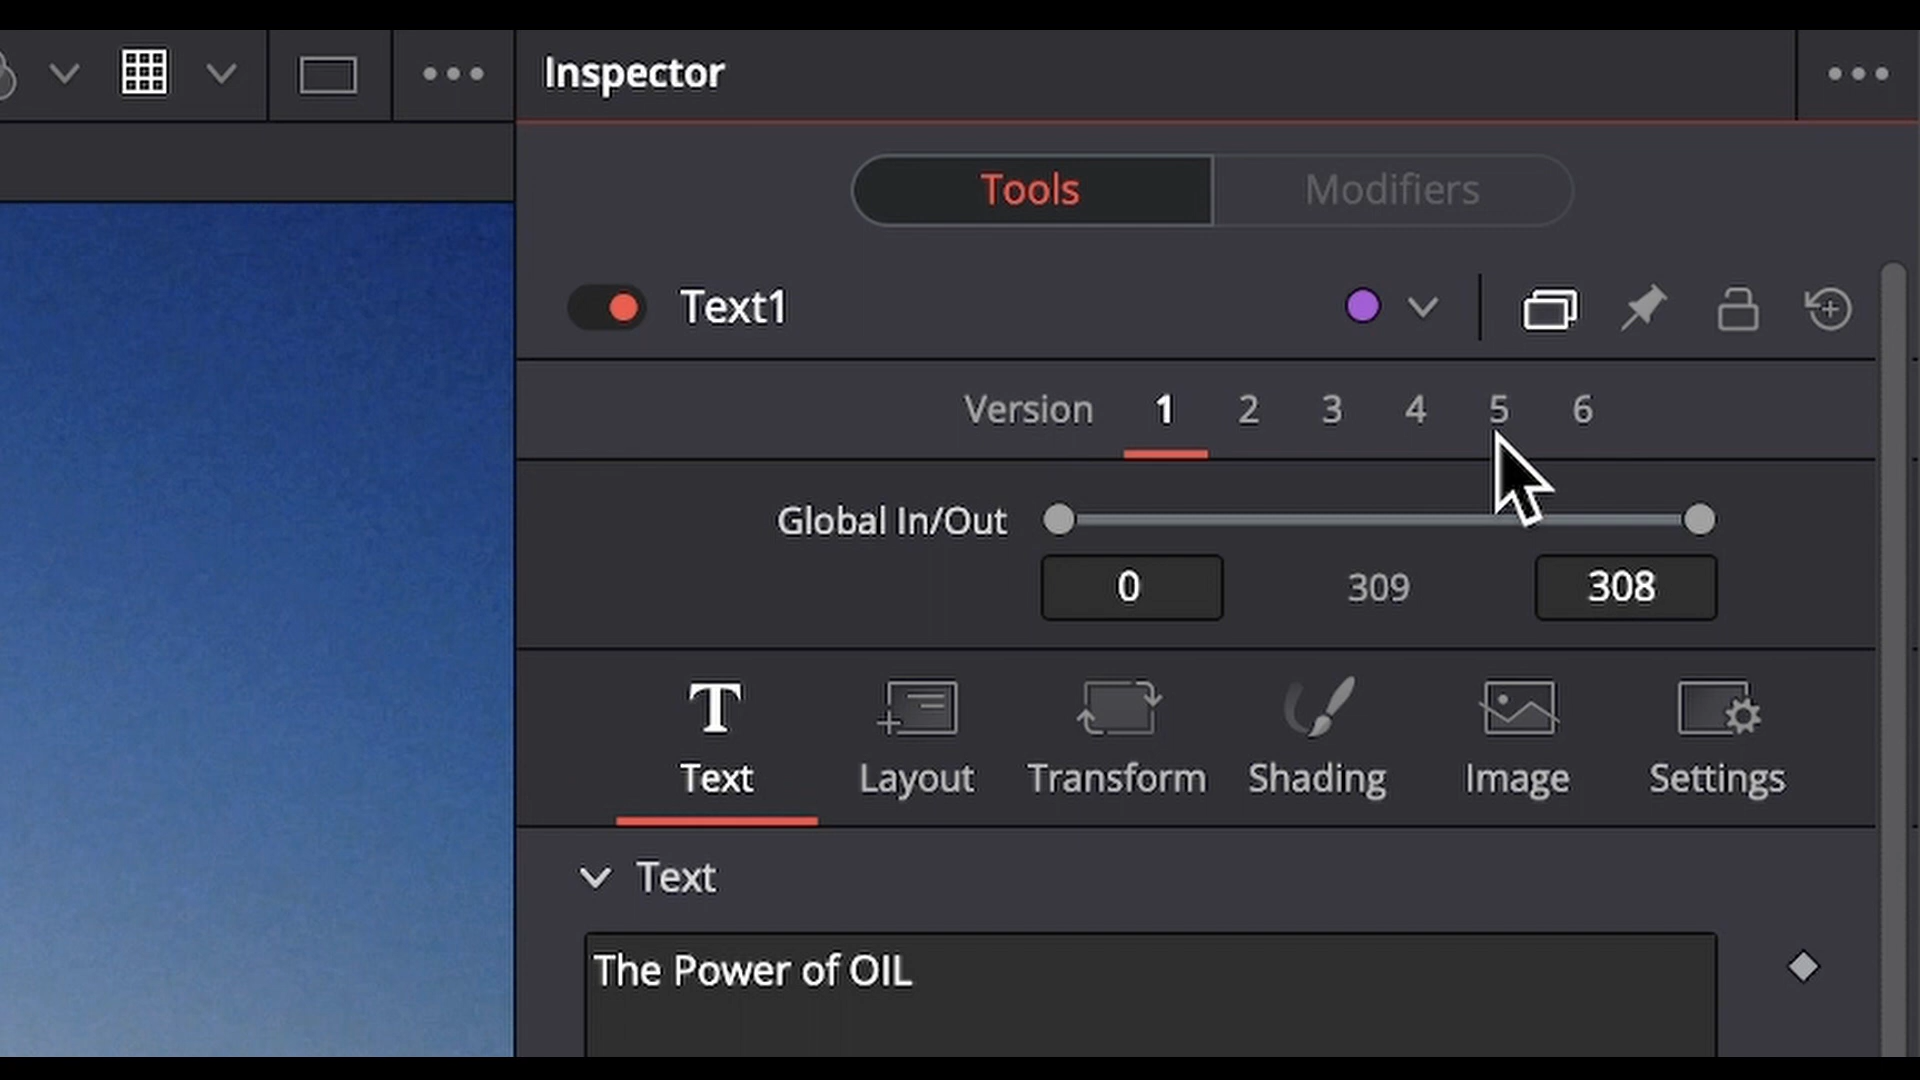 Inspector
Tools Modifiers
Text1
Version 1 2 3 4 5 6
Global In/Out
0 309 308
Text Layout Transform Shading Image Settings
Text
The Power of OIL